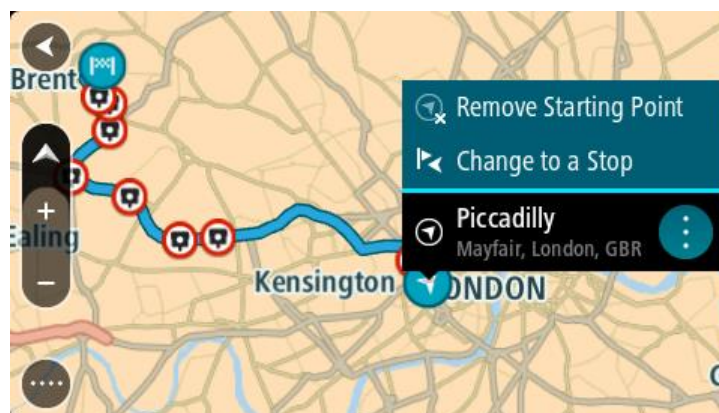 Brent
Remove Starting Point
Change to a Stop
Piccadilly
Mayfair, London, GBR
Ealing
Kensington
ONDON